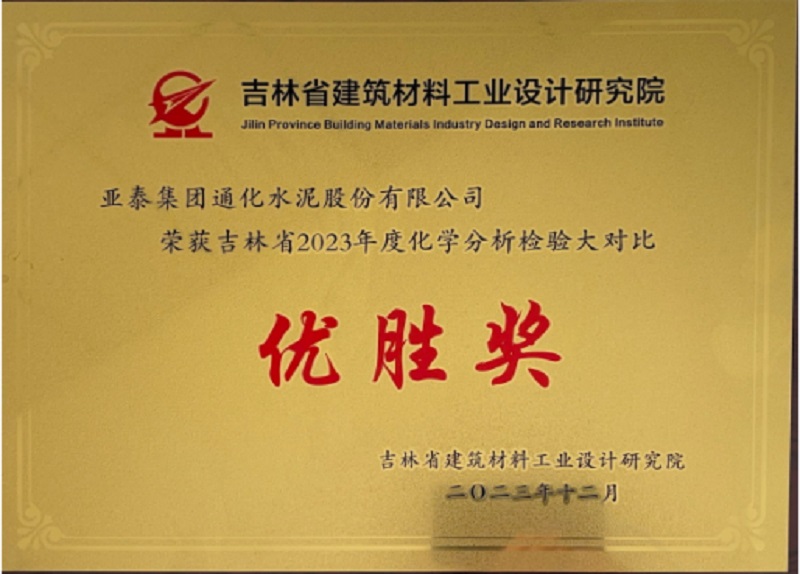 吉林省建筑材料工业设计研究院
Jilin Province Building Materials Industry Design and Research Institute
亚泰集团通化水泥股份有限公司
荣获吉林省2023年度化学分析检验大对比
优胜奖
吉林省建筑材料工业设计研究院
二〇二三年十二月